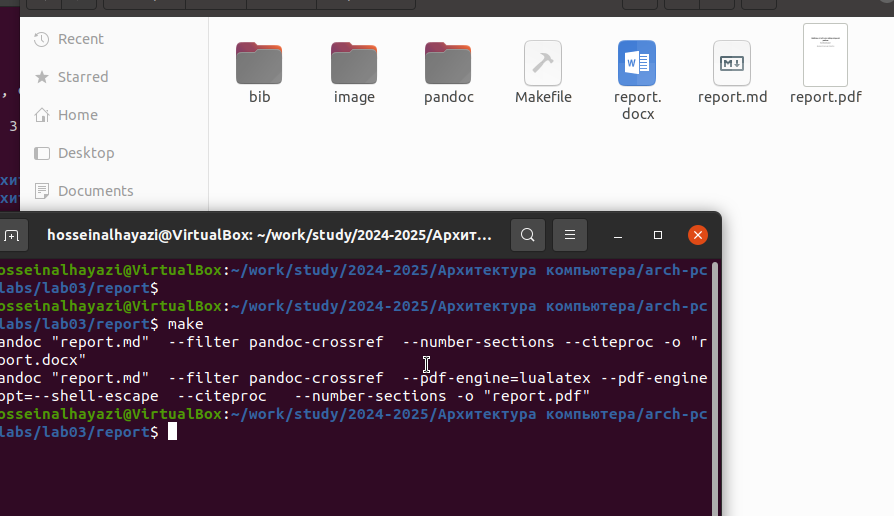 Recent
Starred
Home
Desktop
Documents
bib
image
pandoc
Makefile
report.
docx
report.md
report.pdf
3
хи
хи
hosseinalhayazi@VirtualBox: ~/work/study/2024-2025/Архит...
osseinalhayazi@VirtualBox:~/work/study/2024-2025/Архитектура компьютера/arch-pc
labs/lab03/report$
osseinalhayazi@VirtualBox:~/work/study/2024-2025/Архитектура компьютера/arch-pc
labs/lab03/report$ make
andoc "report.md"  --filter pandoc-crossref  --number-sections --citeproc -o "r
port.docx"
andoc "report.md"  --filter pandoc-crossref  --pdf-engine=lualatex --pdf-engine
opt=--shell-escape  --citeproc   --number-sections -o "report.pdf"
osseinalhayazi@VirtualBox:~/work/study/2024-2025/Архитектура компьютера/arch-pc
labs/lab03/report$